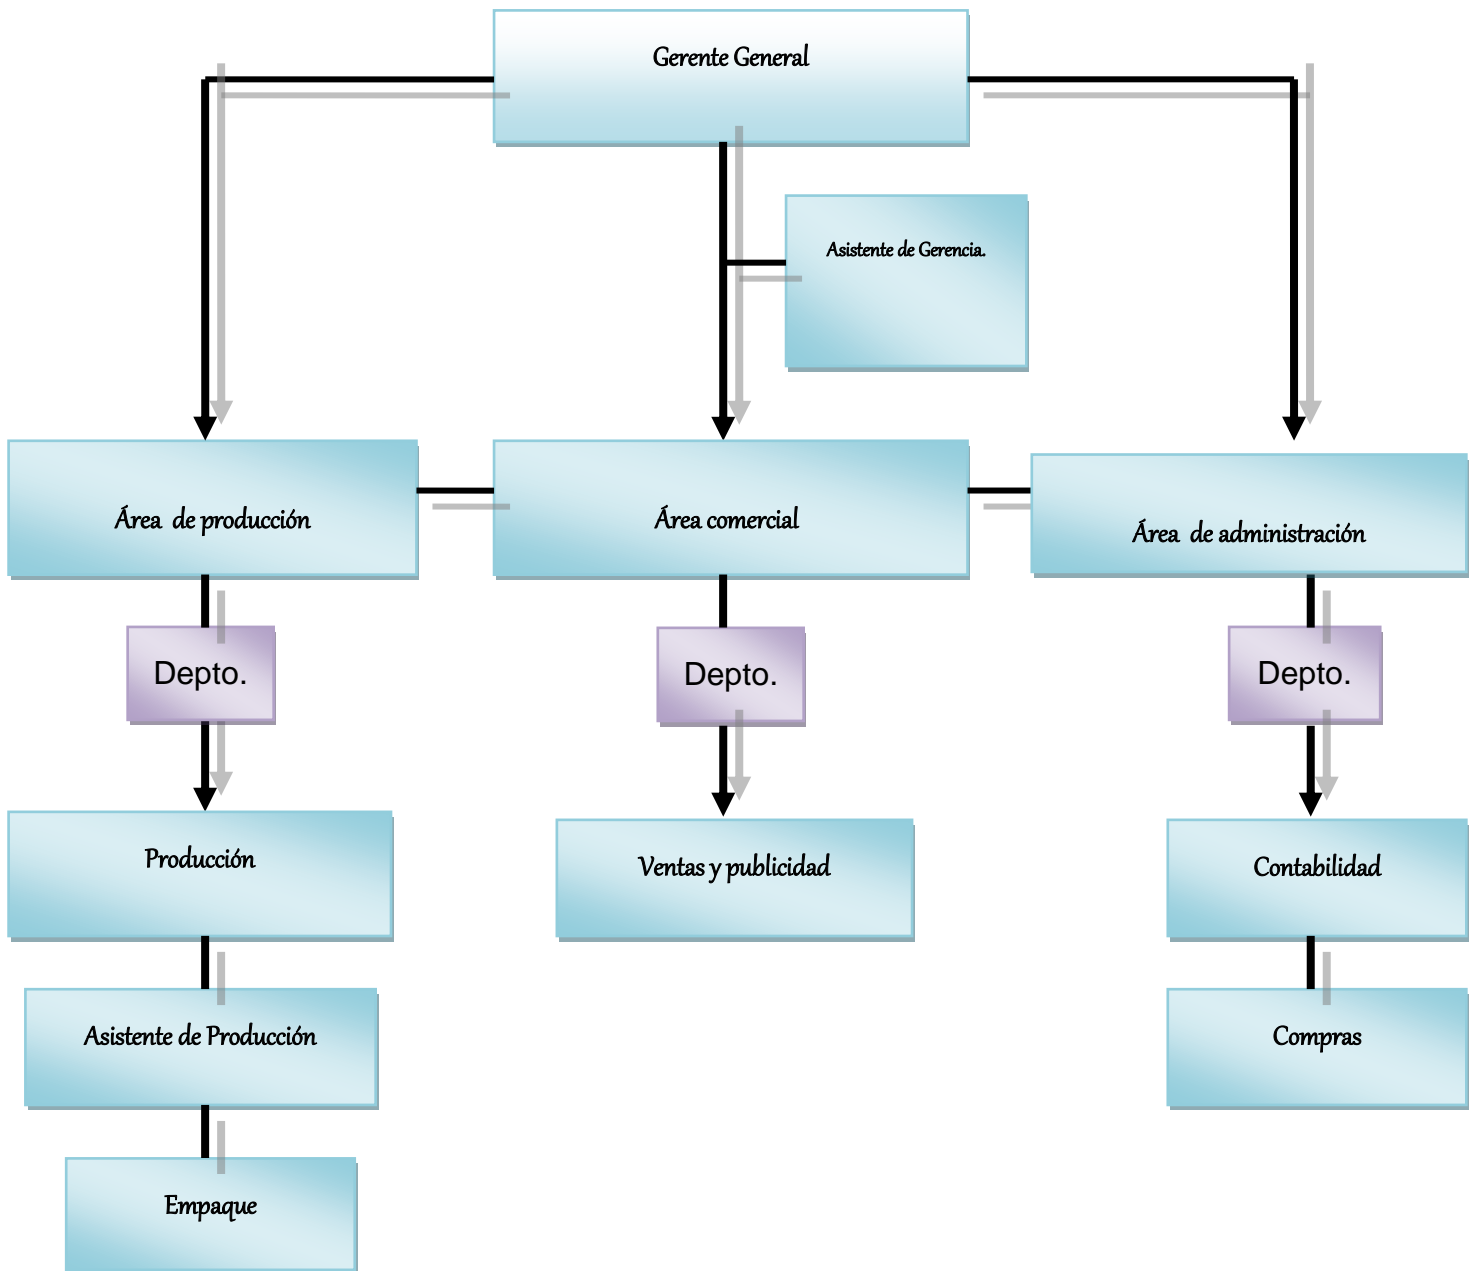 Gerente General
Asistente de Gerencia.
Área de producción
Área comercial
Área de administración
Depto.
Depto.
Depto.
Producción
Ventas y publicidad
Contabilidad
Asistente de Producción
Compras
Empaque